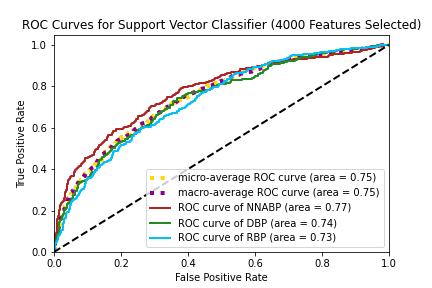 ROC Curves for Support Vector Classifier (4000 Features Selected)
True Positive Rate
1.0
0.8
0.6
0.4
0.2
0.0
micro-average ROC curve (area = 0.75)
macro-average ROC curve (area = 0.75)
ROC curve of NNABP (area = 0.77)
ROC curve of DBP (area = 0.74)
ROC curve of RBP (area = 0.73)
0.0 0.2 0.4 0.6 0.8 1.0
False Positive Rate